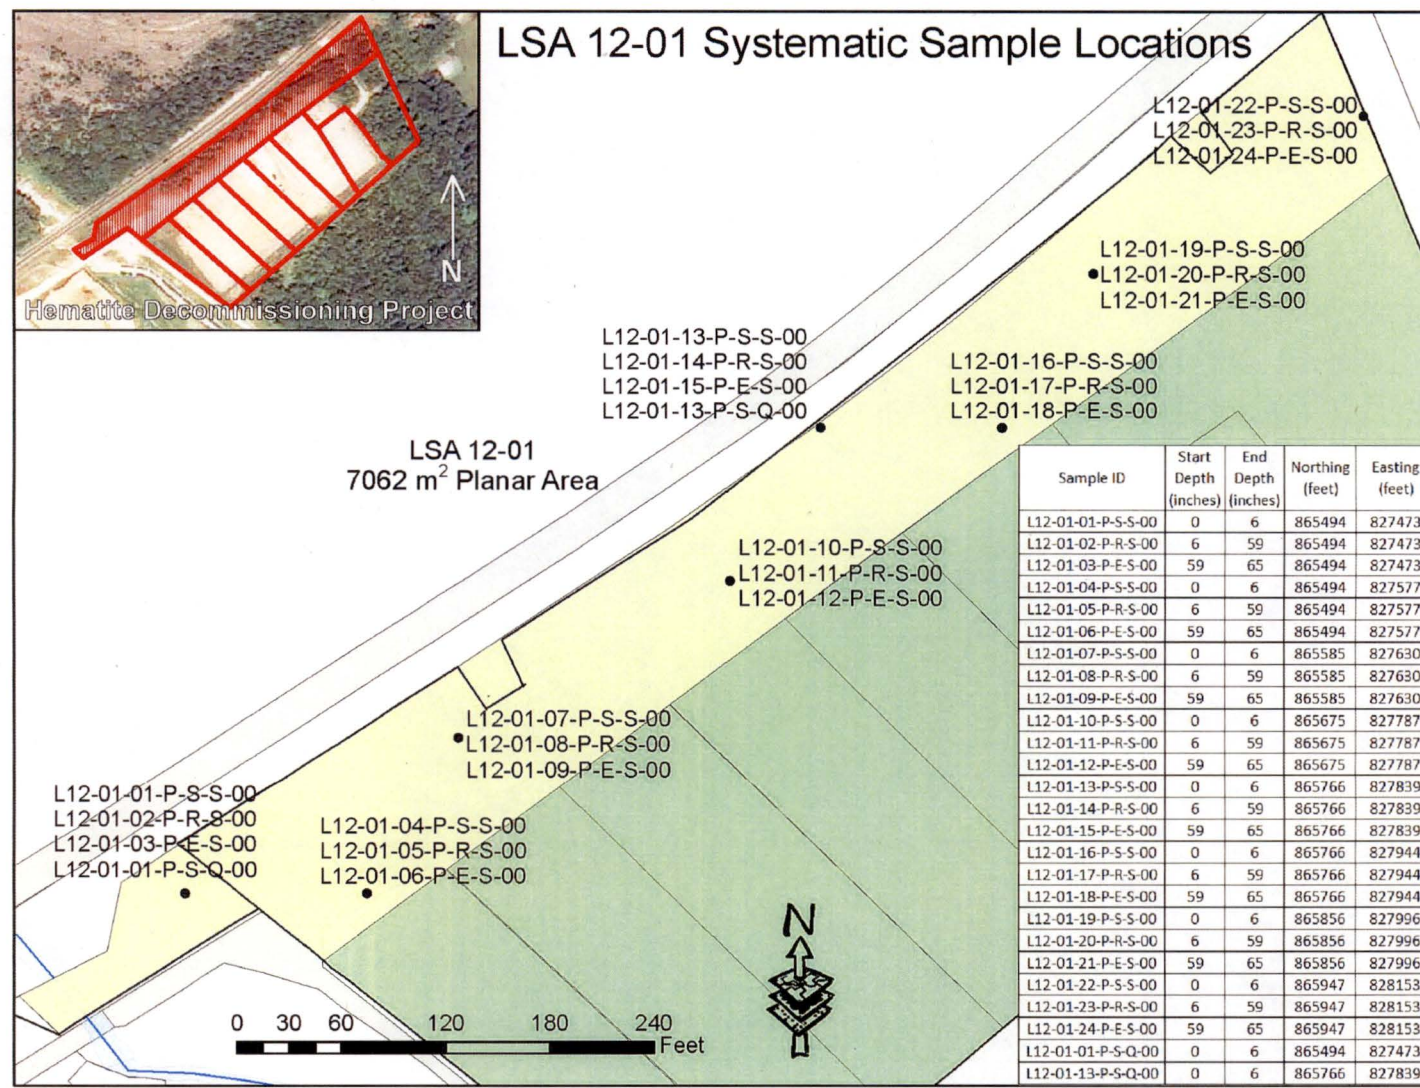 LSA 12-01 Systematic Sample Locations
N
Hematite Decommissioning Project
L12-01-22-P-S-S-00
L12-01-23-P-R-S-00
L12-01-24-P-E-S-00
L12-01-19-P-S-S-00
L12-01-20-P-R-S-00
L12-01-21-P-E-S-00
L12-01-13-P-S-S-00
L12-01-14-P-R-S-00
L12-01-15-P-E-S-00
L12-01-13-P-S-Q-00
L12-01-16-P-S-S-00
L12-01-17-P-R-S-00
L12-01-18-P-E-S-00
LSA 12-01
7062 m² Planar Area
L12-01-10-P-S-S-00
L12-01-11-P-R-S-00
L12-01-12-P-E-S-00
L12-01-07-P-S-S-00
L12-01-08-P-R-S-00
L12-01-09-P-E-S-00
L12-01-01-P-S-S-00
L12-01-02-P-R-S-00
L12-01-03-P-E-S-00
L12-01-01-P-S-Q-00
L12-01-04-P-S-S-00
L12-01-05-P-R-S-00
L12-01-06-P-E-S-00
N
0 30 60 120 180 240
Feet
Sample ID Start Depth (inches) End Depth (inches) Northing (feet) Easting (feet)
L12-01-01-P-S-S-00 0 6 865494 827473
L12-01-02-P-R-S-00 6 59 865494 827473
L12-01-03-P-E-S-00 59 65 865494 827473
L12-01-04-P-S-S-00 0 6 865494 827577
L12-01-05-P-R-S-00 6 59 865494 827577
L12-01-06-P-E-S-00 59 65 865494 827577
L12-01-07-P-S-S-00 0 6 865585 827630
L12-01-08-P-R-S-00 6 59 865585 827630
L12-01-09-P-E-S-00 59 65 865585 827630
L12-01-10-P-S-S-00 0 6 865675 827787
L12-01-11-P-R-S-00 6 59 865675 827787
L12-01-12-P-E-S-00 59 65 865675 827787
L12-01-13-P-S-S-00 0 6 865766 827839
L12-01-14-P-R-S-00 6 59 865766 827839
L12-01-15-P-E-S-00 59 65 865766 827839
L12-01-16-P-S-S-00 0 6 865766 827944
L12-01-17-P-R-S-00 6 59 865766 827944
L12-01-18-P-E-S-00 59 65 865766 827944
L12-01-19-P-S-S-00 0 6 865856 827996
L12-01-20-P-R-S-00 6 59 865856 827996
L12-01-21-P-E-S-00 59 65 865856 827996
L12-01-22-P-S-S-00 0 6 865947 828153
L12-01-23-P-R-S-00 6 59 865947 828153
L12-01-24-P-E-S-00 59 65 865947 828153
L12-01-01-P-S-Q-00 0 6 865494 827473
L12-01-13-P-S-Q-00 0 6 865766 827839